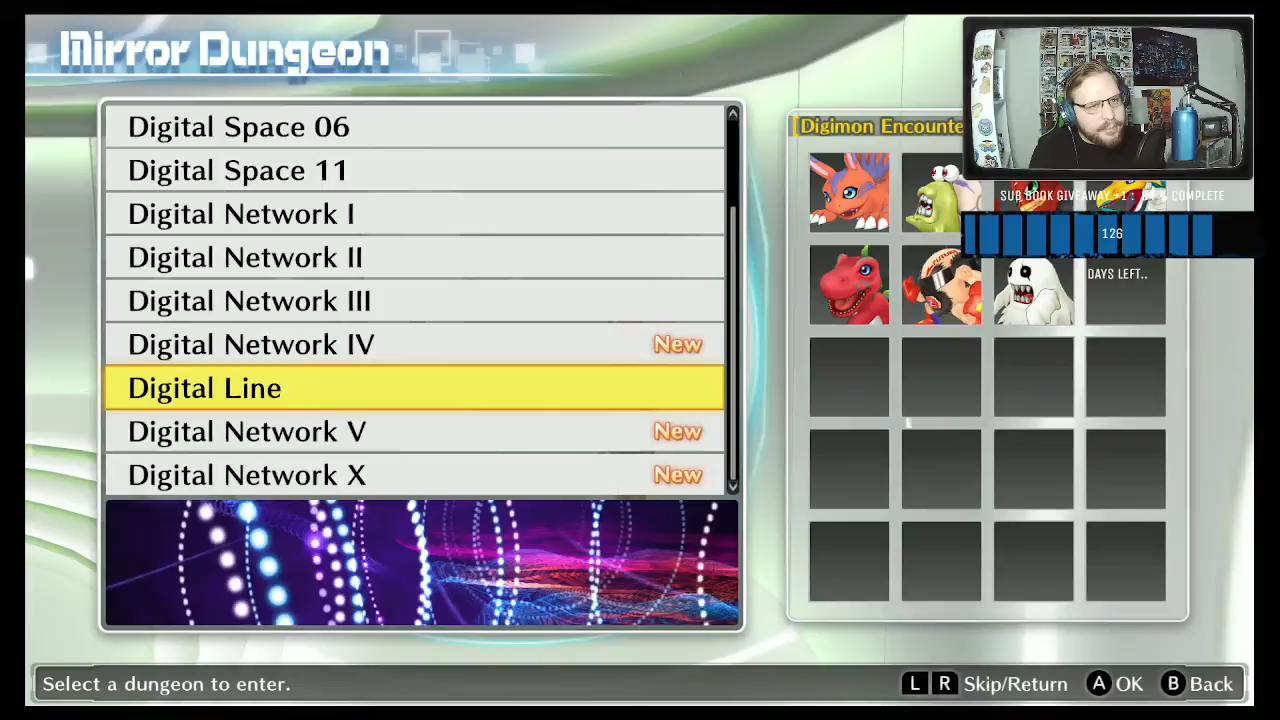 Mirror Dungeon
Digital Space 06
Digital Space 11
Digital Network I
Digital Network II
Digital Network III
Digital Network IV New
Digital Line
Digital Network V New
Digital Network X New
Digimon Encounte
SUB BOOK GIVEAWAY +1 : COMPLETE
126
DAYS LEFT..
Select a dungeon to enter.
L R Skip/Return A OK B Back